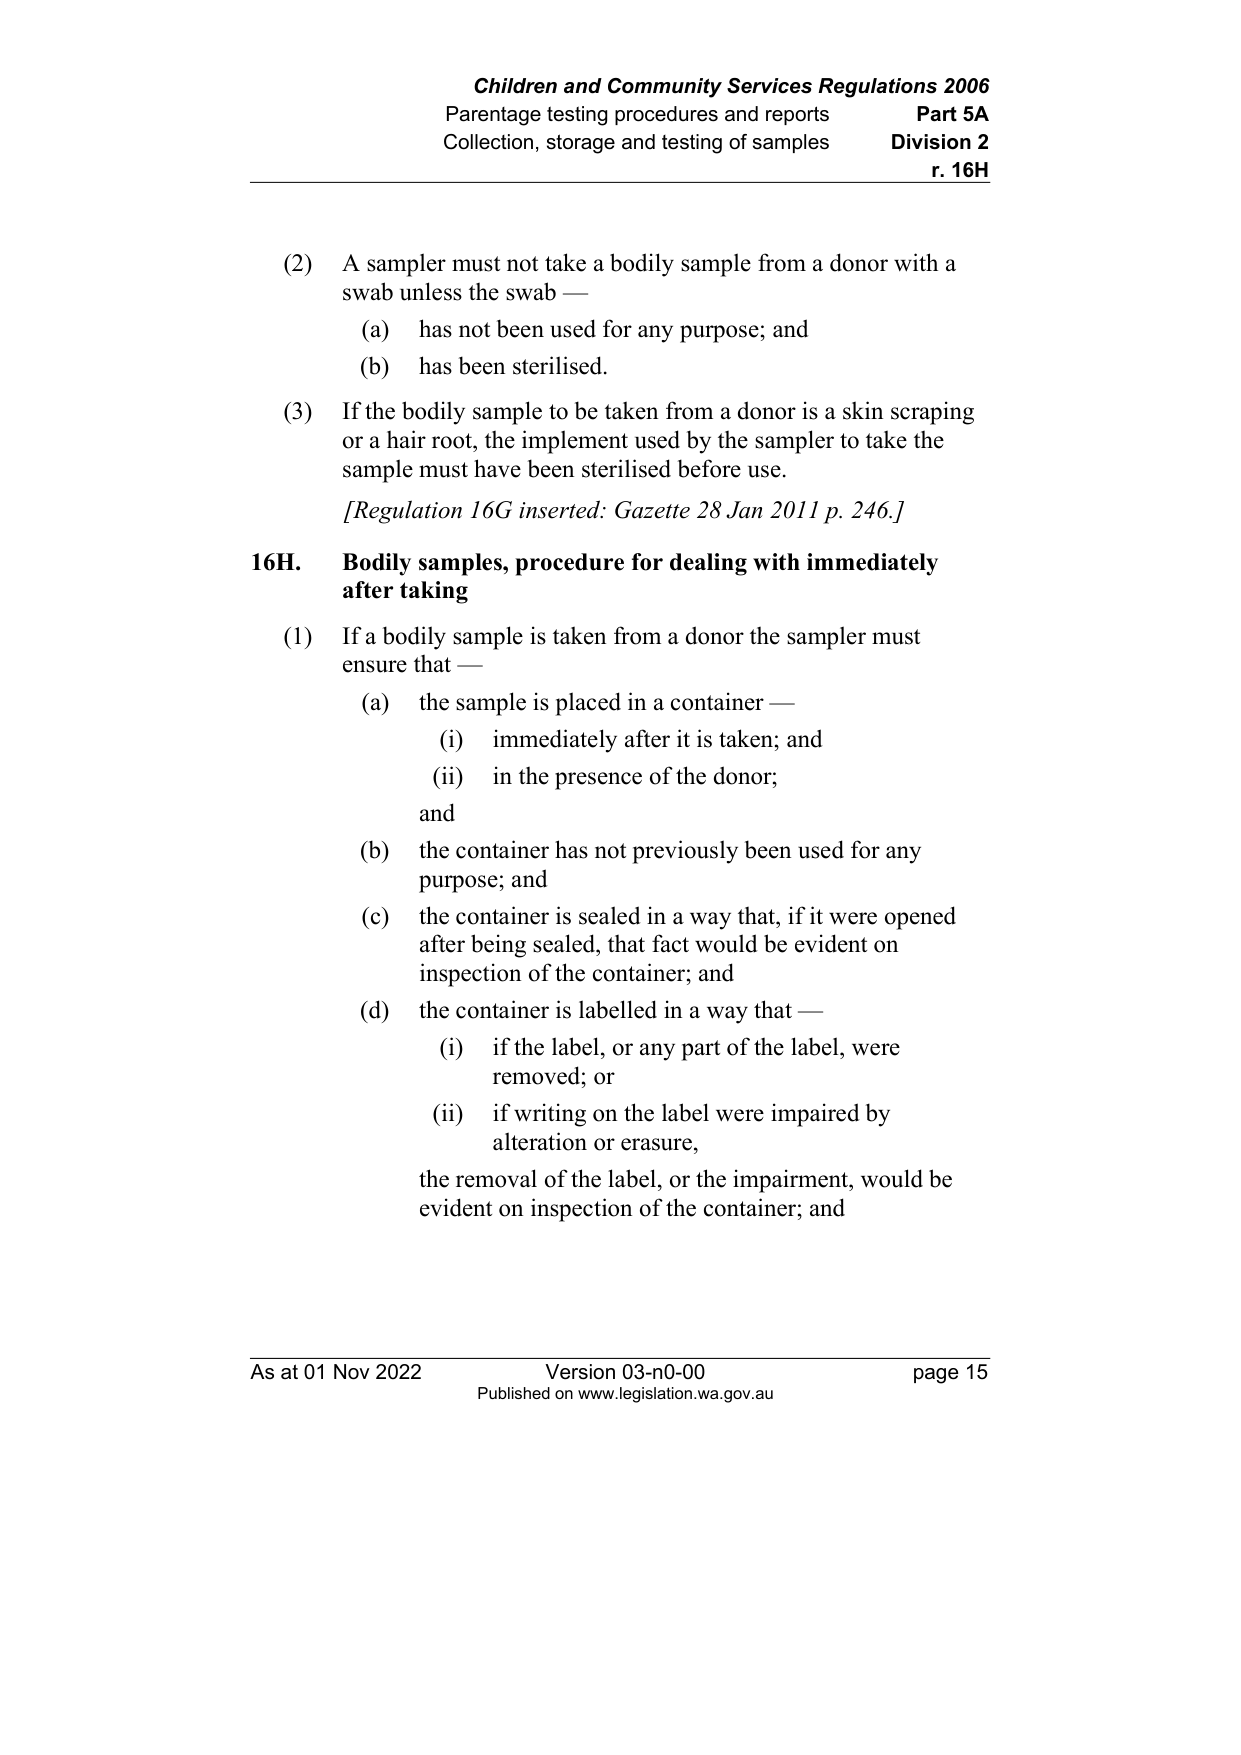 Children and Community Services Regulations 2006
Parentage testing procedures and reports Part 5A
Collection, storage and testing of samples Division 2
r. 16H
(2) A sampler must not take a bodily sample from a donor with a
swab unless the swab —
(a) has not been used for any purpose; and
(b) has been sterilised.
(3) If the bodily sample to be taken from a donor is a skin scraping
or a hair root, the implement used by the sampler to take the
sample must have been sterilised before use.
[Regulation 16G inserted: Gazette 28 Jan 2011 p. 246.]
16H. Bodily samples, procedure for dealing with immediately
after taking
(1) If a bodily sample is taken from a donor the sampler must
ensure that —
(a) the sample is placed in a container —
(i) immediately after it is taken; and
(ii) in the presence of the donor;
and
(b) the container has not previously been used for any
purpose; and
(c) the container is sealed in a way that, if it were opened
after being sealed, that fact would be evident on
inspection of the container; and
(d) the container is labelled in a way that —
(i) if the label, or any part of the label, were
removed; or
(ii) if writing on the label were impaired by
alteration or erasure,
the removal of the label, or the impairment, would be
evident on inspection of the container; and
As at 01 Nov 2022 Version 03-n0-00 page 15
Published on www.legislation.wa.gov.au